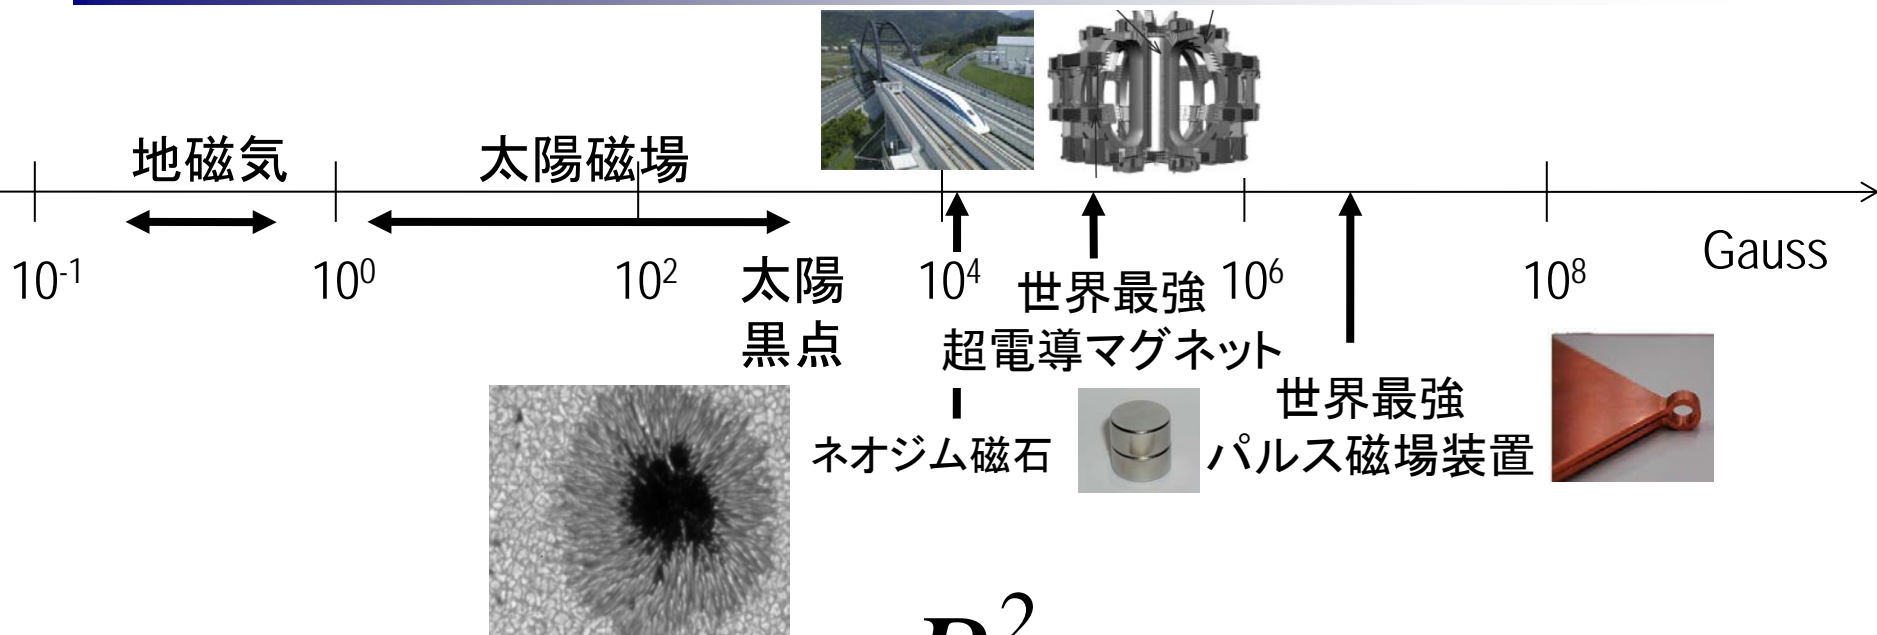 地磁気
太陽磁場
10⁻¹
10⁰
10²
10⁴
10⁶
10⁸
Gauss
太陽
黒点
世界最強
超電導マグネット
ネオジム磁石
世界最強
パルス磁場装置
B²